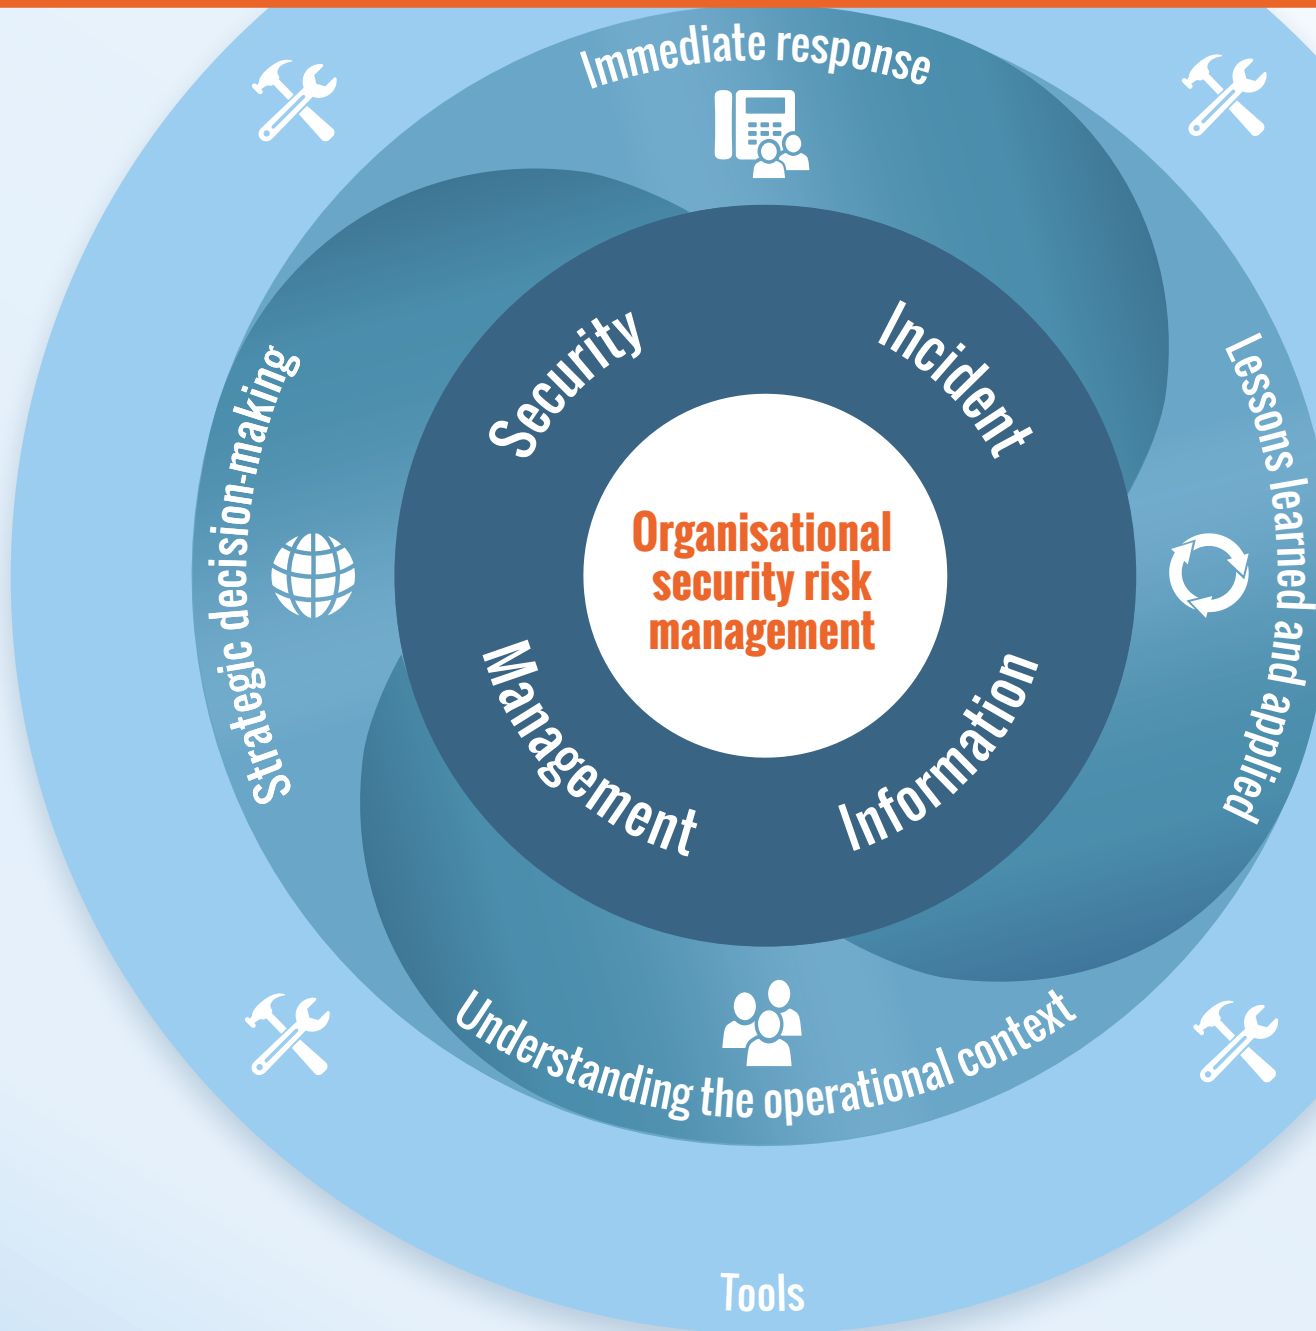 Immediate response
Security
Incident
Strategic decision-making
Lessons learned and applied
Organisational
security risk
management
Management
Information
Understanding the operational context
Tools